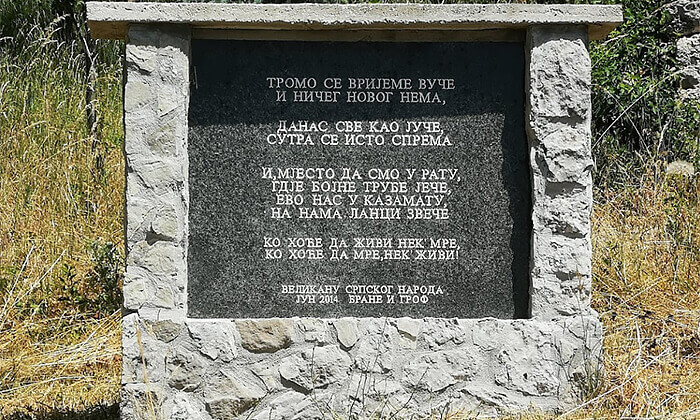 ТРОМО СЕ ВРИЈЕМЕ ВУЧЕ
И НИЧЕГ НОВОГ НЕМА,
ДАНАС СВЕ КАО ЈУЧЕ,
СУТРА СЕ ИСТО СПРЕМА
И,МЈЕСТО ДА СМО У РАТУ,
ГДЈЕ БОЈНЕ ТРУБЕ ЈЕЧЕ,
ЕВО НАС У КАЗАМАТУ,
НА НАМА ЛАНЦИ ЗВЕЧЕ
КО ХОЋЕ ДА ЖИВИ НЕК МРЕ,
КО ХОЋЕ ДА МРЕ,НЕК ЖИВИ!
ВЕЛИКАНУ СРПСКОГ НАРОДА
ЈУН 2014. БРАНЕ И ГРОФ